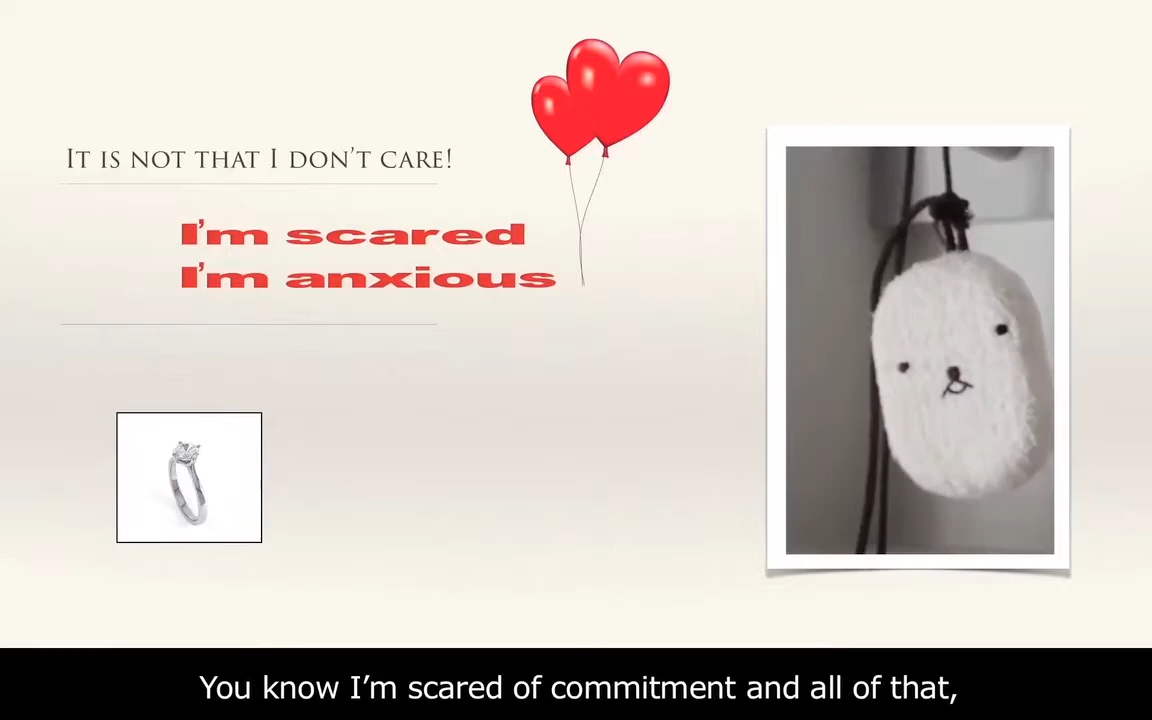 It is not that I don’t care!
I’m scared
I’m anxious
You know I’m scared of commitment and all of that,